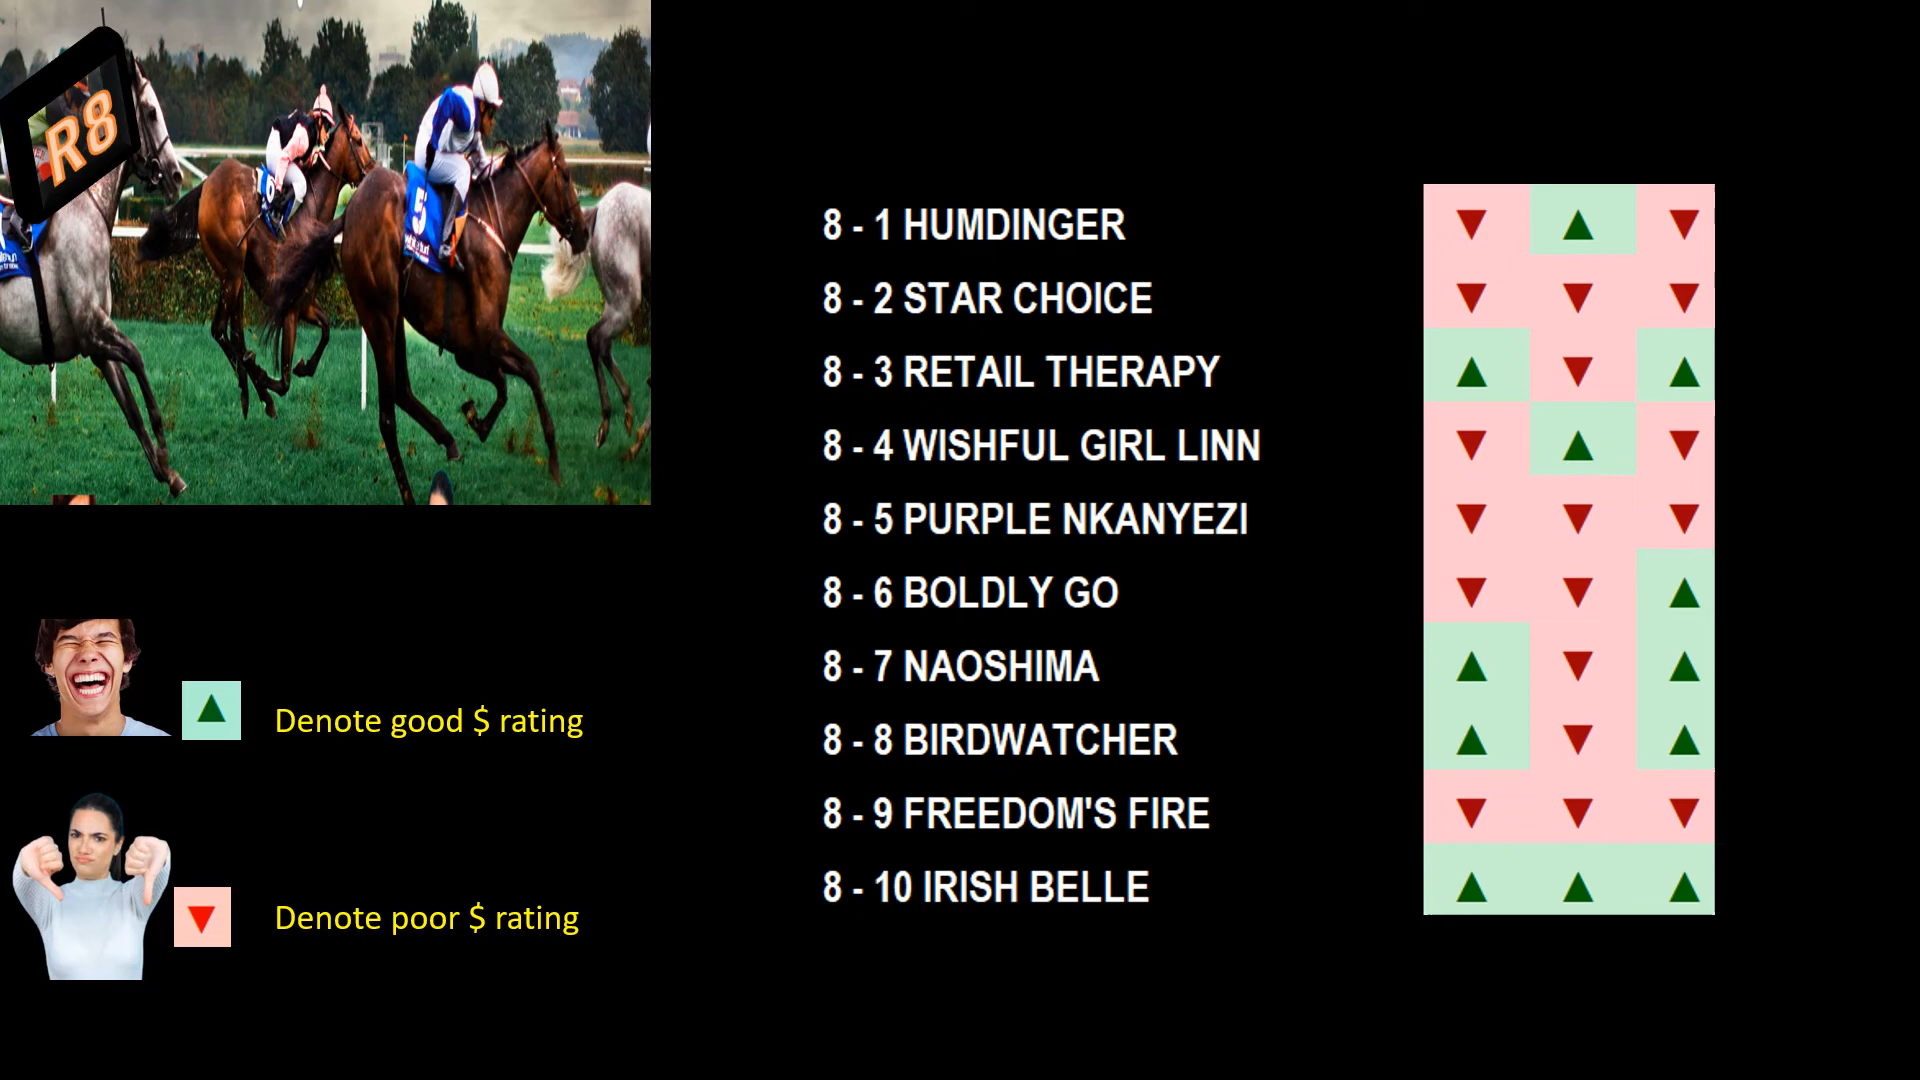 R8
5
8 - 1 HUMDINGER
8 - 2 STAR CHOICE
8 - 3 RETAIL THERAPY
8 - 4 WISHFUL GIRL LINN
8 - 5 PURPLE NKANYEZI
8 - 6 BOLDLY GO
8 - 7 NAOSHIMA
8 - 8 BIRDWATCHER
8 - 9 FREEDOM'S FIRE
8 - 10 IRISH BELLE
Denote good $ rating
Denote poor $ rating